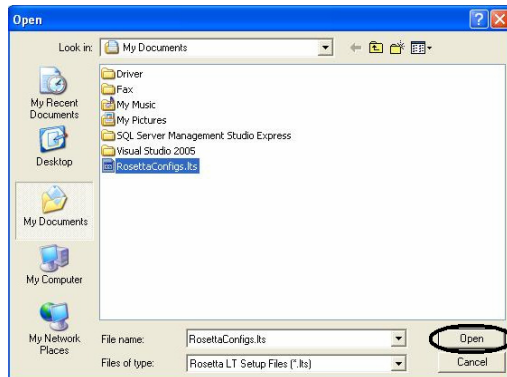 Open
Look in: My Documents
My Recent
Documents
Desktop
My Documents
My Computer
My Network
Places
Driver
Fax
My Music
My Pictures
SQL Server Management Studio Express
Visual Studio 2005
RosettaConfigs.lts
File name: RosettaConfigs.lts Open
Files of type: Rosetta LT Setup Files (*.lts) Cancel